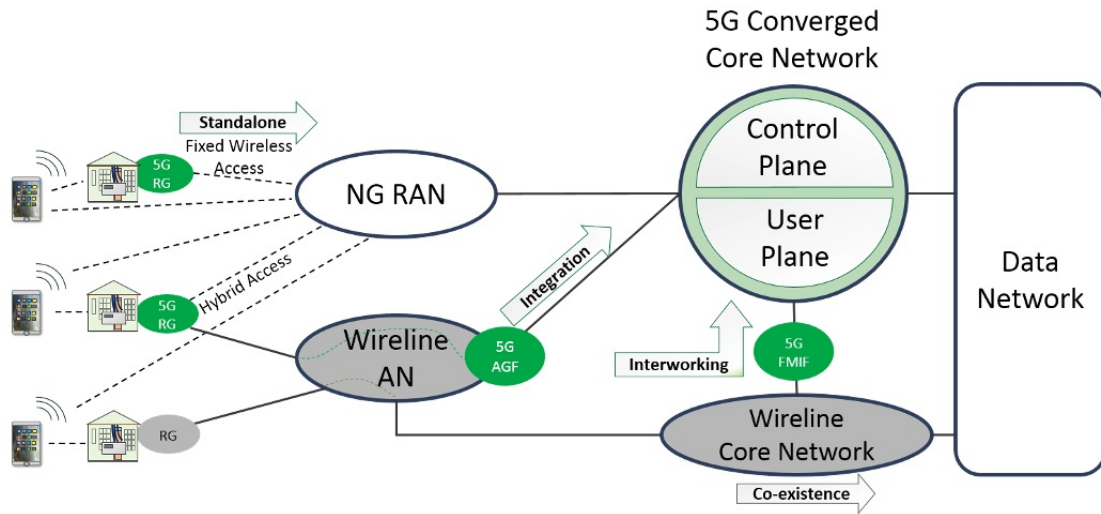 5G Converged
Core Network
Standalone
Fixed Wireless
Access
5G
RG
NG RAN
Control
Plane
User
Plane
Data
Network
Hybrid Access
5G
RG
Integration
Wireline
AN
5G
AGF
Interworking
5G
FMIF
RG
Wireline
Core Network
Co-existence